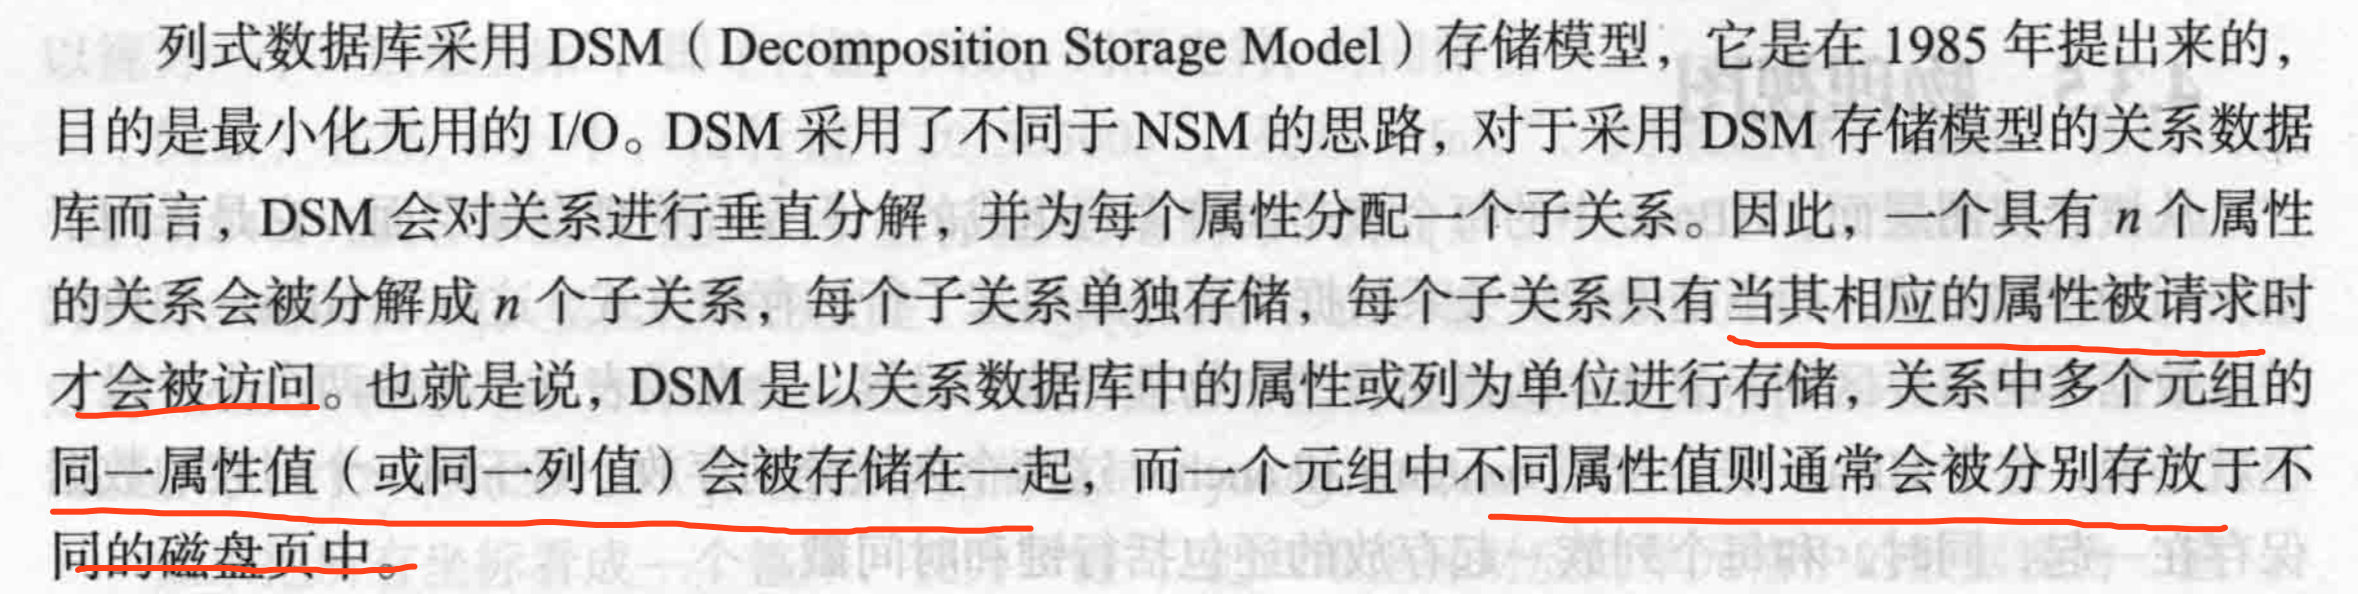 列式数据库采用 DSM（Decomposition Storage Model）存储模型，它是在 1985 年提出来的，
目的是最小化无用的 I/O。DSM 采用了不同于 NSM 的思路，对于采用 DSM 存储模型的关系数据
库而言，DSM 会对关系进行垂直分解，并为每个属性分配一个子关系。因此，一个具有 n 个属性
的关系会被分解成 n 个子关系，每个子关系单独存储，每个子关系只有当其相应的属性被请求时
才会被访问。也就是说，DSM 是以关系数据库中的属性或列为单位进行存储，关系中多个元组的
同一属性值（或同一列值）会被存储在一起，而一个元组中不同属性值则通常会被分别存放于不
同的磁盘页中。